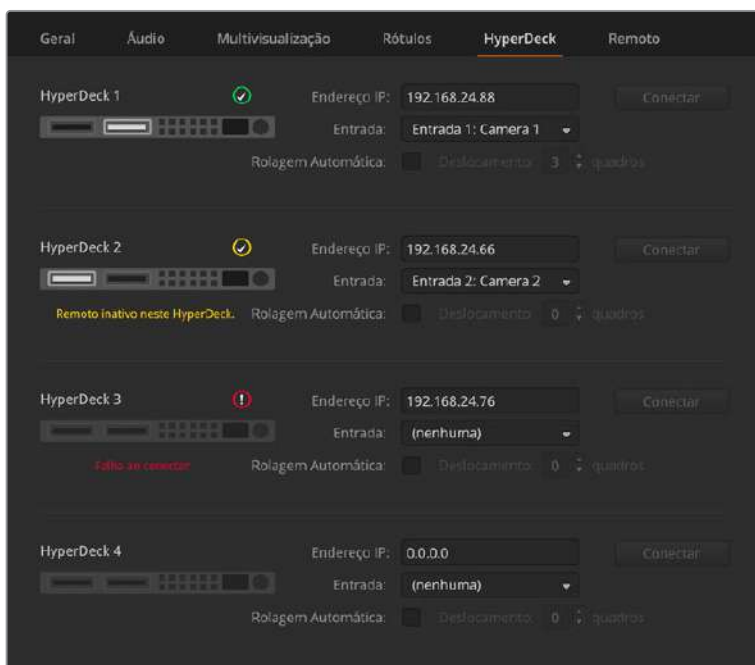 Geral Áudio Multivisualização Rótulos HyperDeck Remoto
HyperDeck 1 Endereço IP: 192.168.24.88 Conectar
Entrada: Entrada 1: Camera 1
Rolagem Automática: Deslocamento: 3 quadros
HyperDeck 2 Endereço IP: 192.168.24.66 Conectar
Entrada: Entrada 2: Camera 2
Remoto inativo neste HyperDeck. Rolagem Automática: Deslocamento: 0 quadros
HyperDeck 3 Endereço IP: 192.168.24.76 Conectar
Entrada: (nenhuma)
Falha ao conectar Rolagem Automática: Deslocamento: 0 quadros
HyperDeck 4 Endereço IP: 0.0.0.0 Conectar
Entrada: (nenhuma)
Rolagem Automática: Deslocamento: 0 quadros